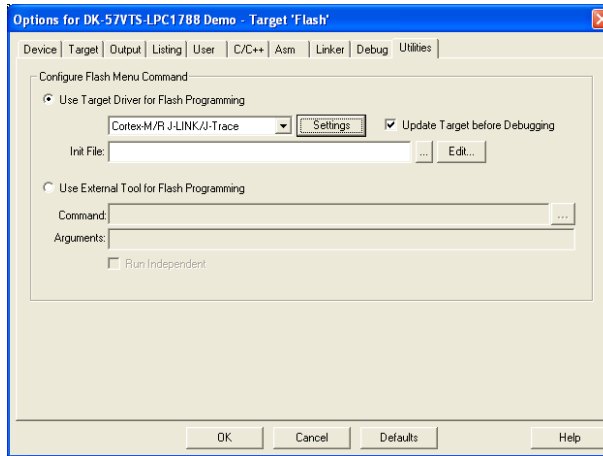 Options for DK-57VTS-LPC1788 Demo - Target 'Flash'
Device Target Output Listing User C/C++ Asm Linker Debug Utilities
Configure Flash Menu Command
Use Target Driver for Flash Programming
Cortex-M/R J-LINK/J-Trace Settings Update Target before Debugging
Init File: ... Edit...
Use External Tool for Flash Programming
Command: ...
Arguments:
Run Independent
OK Cancel Defaults Help